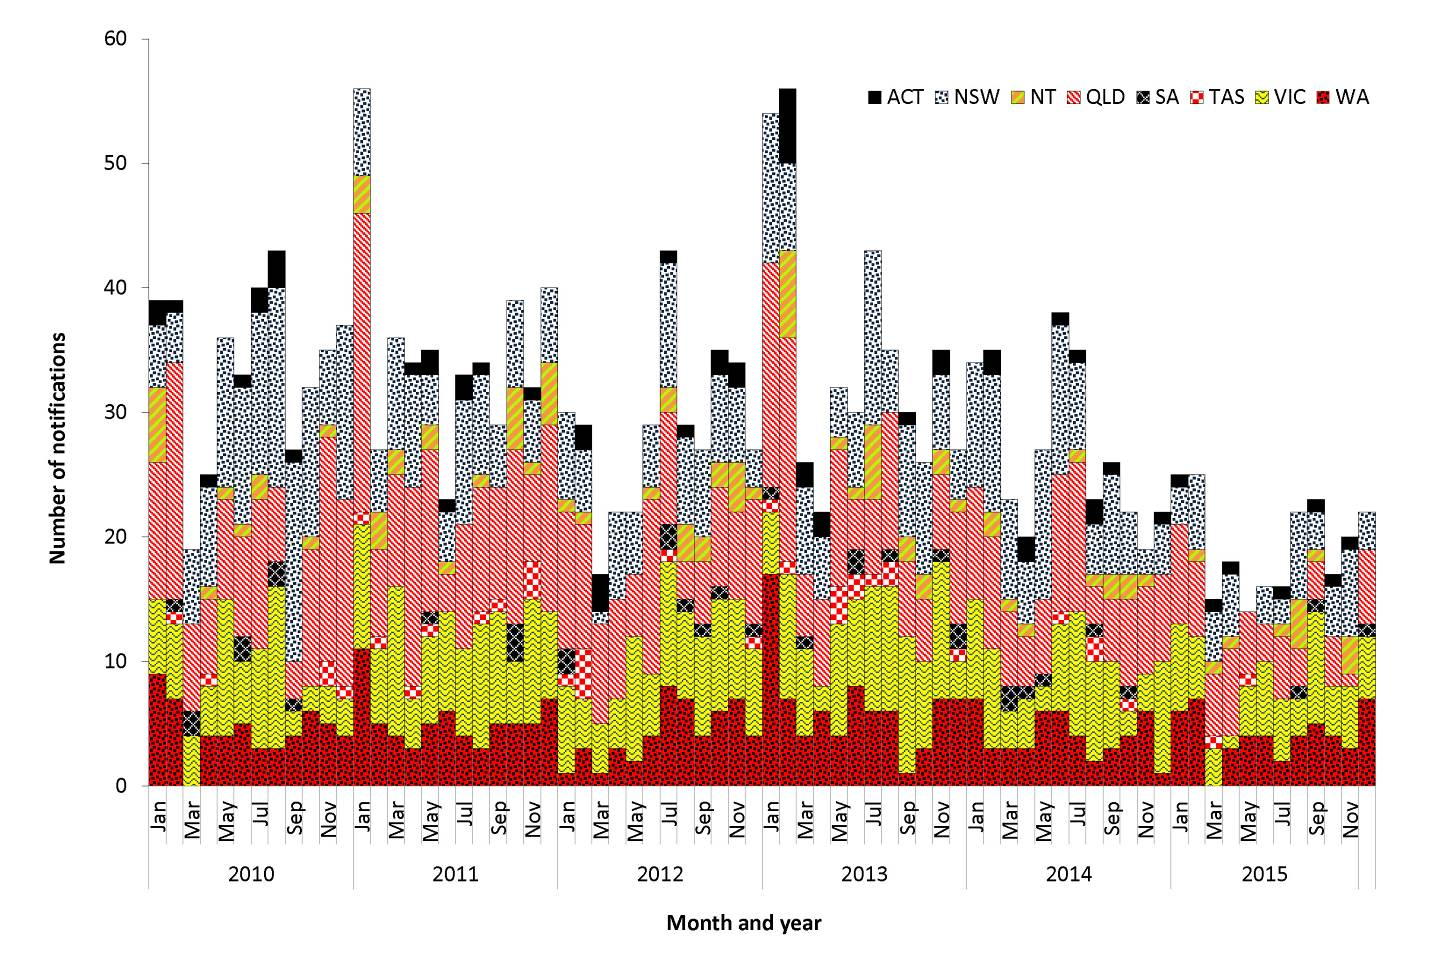 60
50
40
30
20
10
0
Number of notifications
ACT NSW NT QLD SA TAS VIC WA
Jan Mar May Jul Sep Nov Jan Mar May Jul Sep Nov Jan Mar May Jul Sep Nov Jan Mar May Jul Sep Nov Jan Mar May Jul Sep Nov Jan Mar May Jul Sep Nov
2010 2011 2012 2013 2014 2015
Month and year